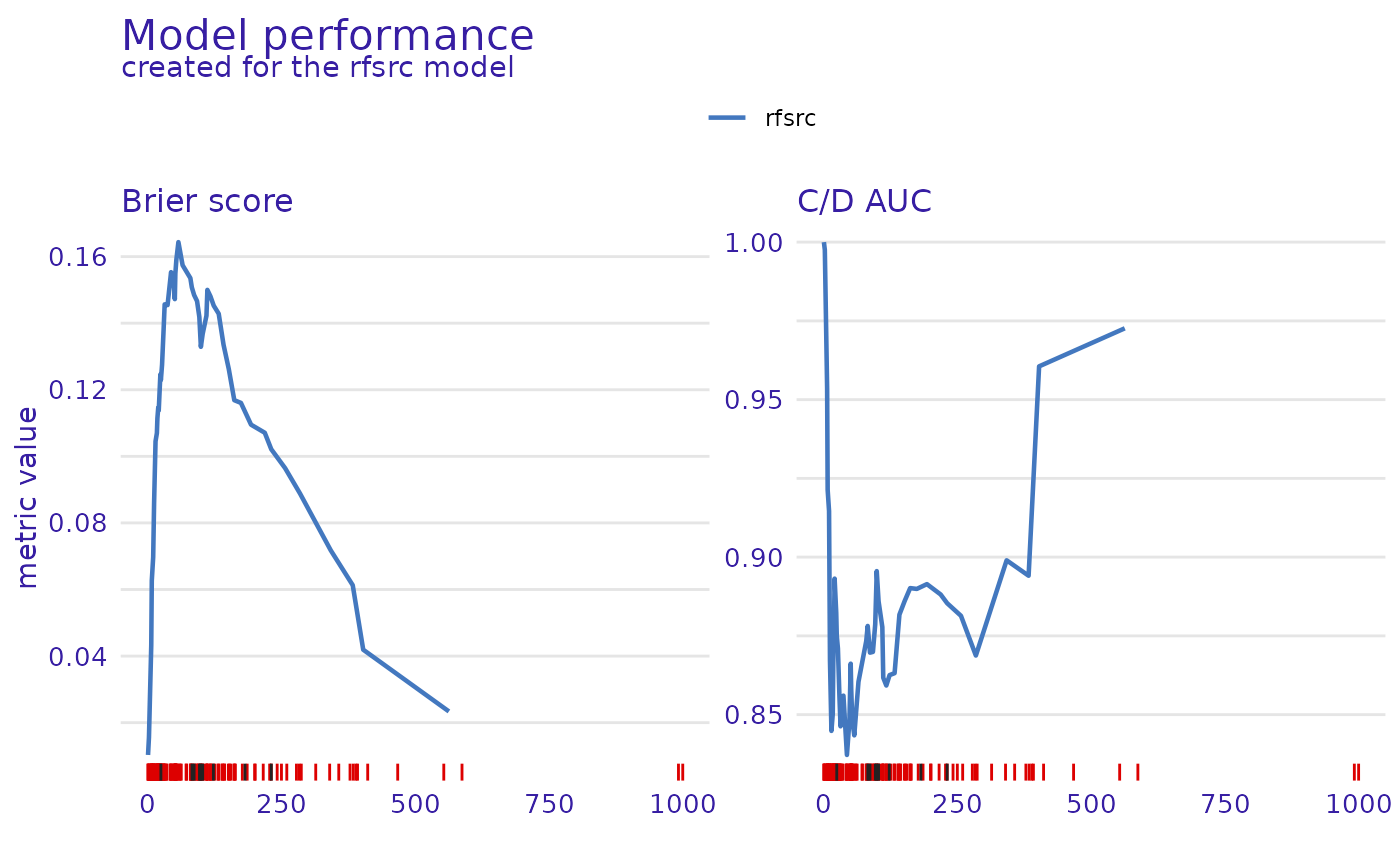 Model performance
created for the rfsrc model
rfsrc
Brier score
metric value
0.16
0.12
0.08
0.04
0 250 500 750 1000
C/D AUC
1.00
0.95
0.90
0.85
0 250 500 750 1000